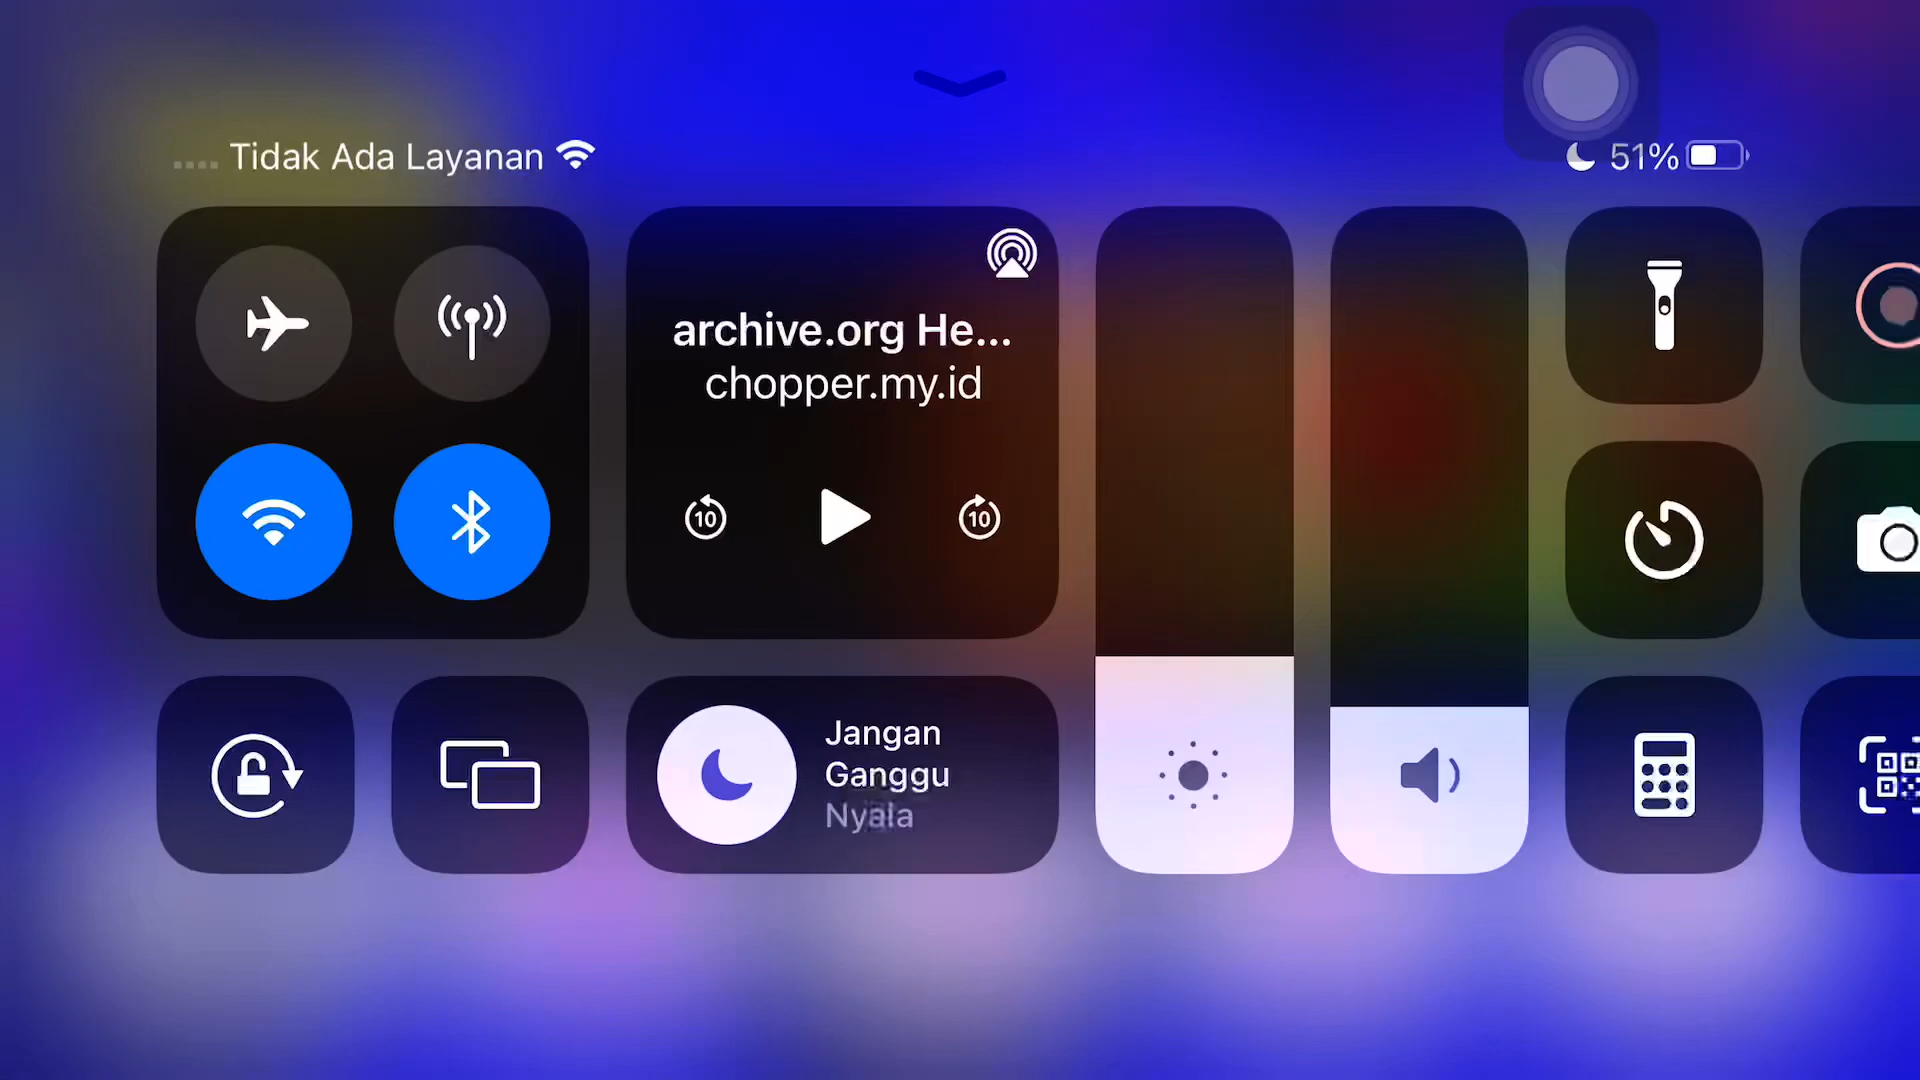 Tidak Ada Layanan
51%
archive.org He...
chopper.my.id
10
10
Jangan
Ganggu
Nyala